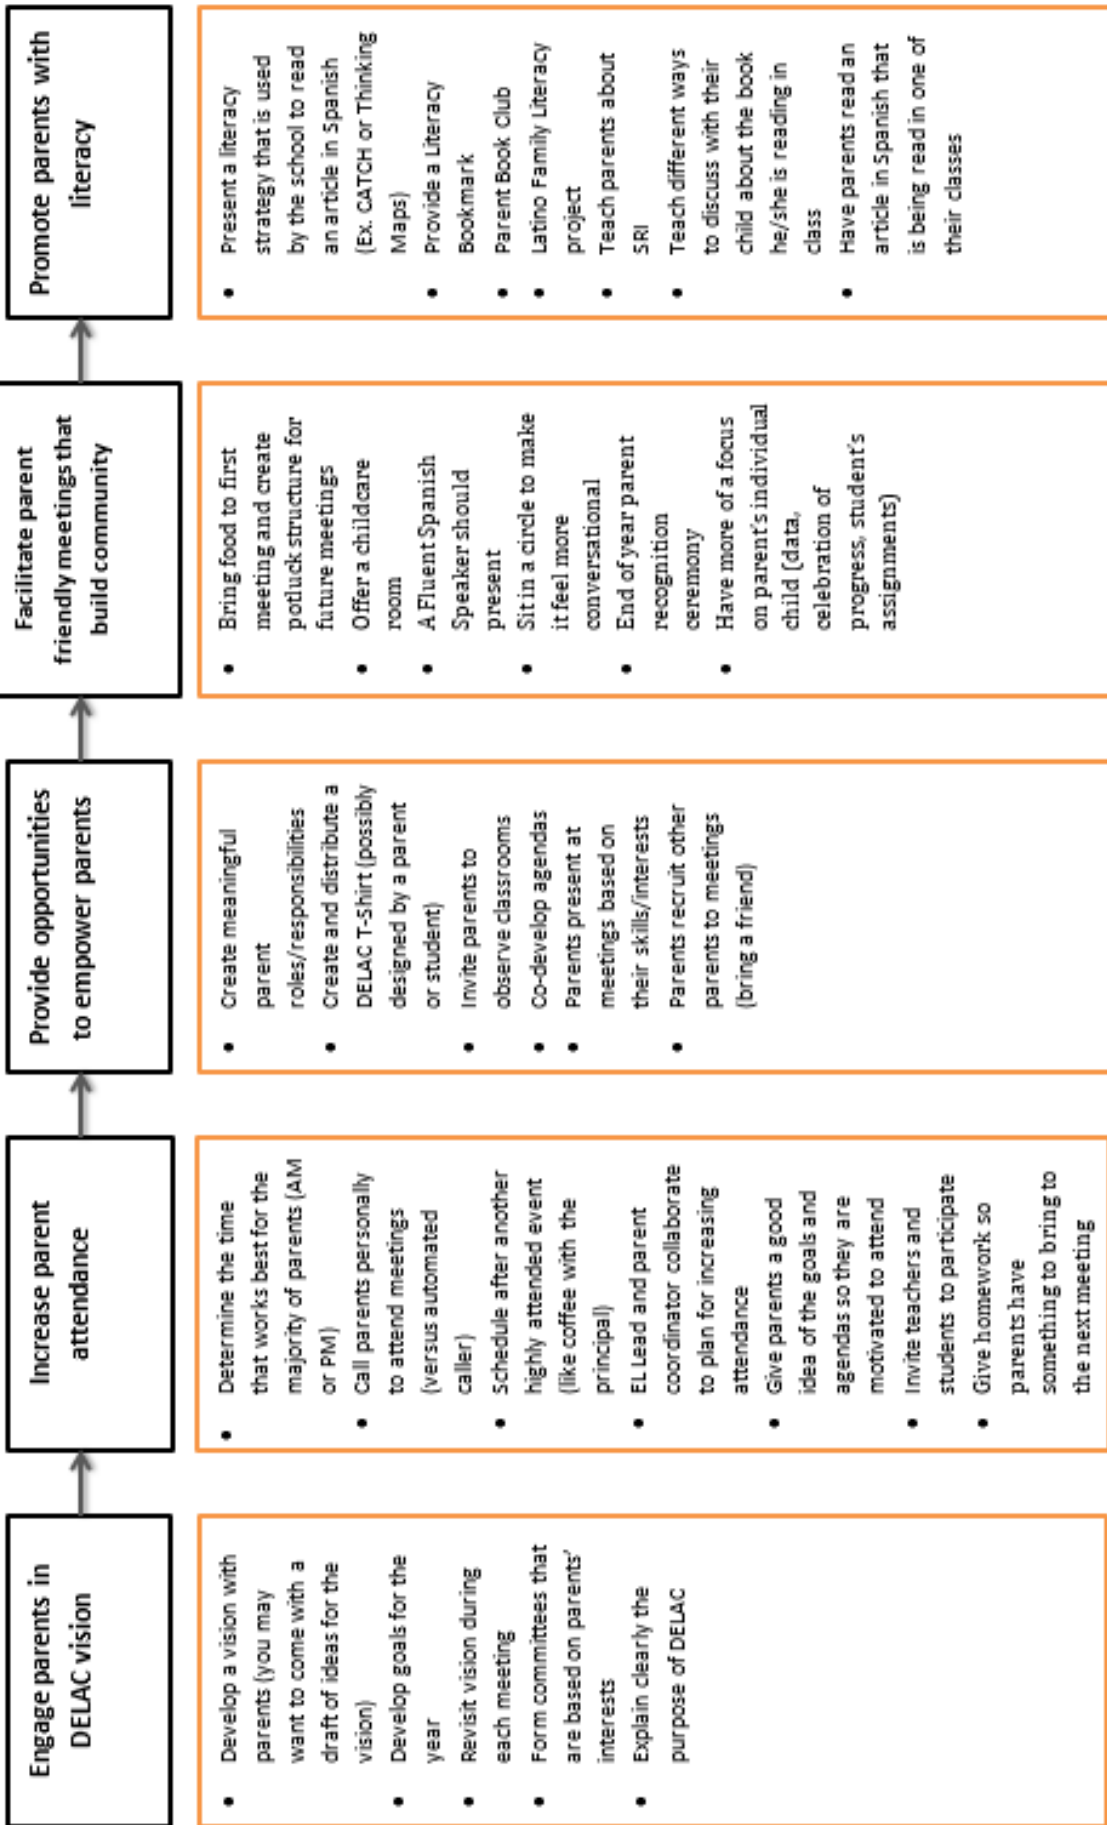 Engage parents in
DELAC vision
• Develop a vision with
parents (you may
want to come with a
draft of ideas for the
vision)
• Develop goals for the
year
• Revisit vision during
each meeting
• Form committees that
are based on parents'
interests
• Explain clearly the
purpose of DELAC
Increase parent
attendance
• Determine the time
that works best for the
majority of parents (AM
or PM)
• Call parents personally
to attend meetings
(versus automated
caller)
• Schedule after another
highly attended event
(like coffee with the
principal)
• EL Lead and parent
coordinator collaborate
to plan for increasing
attendance
• Give parents a good
idea of the goals and
agendas so they are
motivated to attend
• Invite teachers and
students to participate
• Give homework so
parents have
something to bring to
the next meeting
Provide opportunities
to empower parents
• Create meaningful
parent
roles/responsibilities
• Create and distribute a
DELAC T-Shirt (possibly
designed by a parent
or student)
• Invite parents to
observe classrooms
• Co-develop agendas
• Parents present at
meetings based on
their skills/interests
• Parents recruit other
parents to meetings
(bring a friend)
Facilitate parent
friendly meetings that
build community
• Bring food to first
meeting and create
potluck structure for
future meetings
• Offer a childcare
room
• A Fluent Spanish
Speaker should
present
• Sit in a circle to make
it feel more
conversational
• End of year parent
recognition
ceremony
• Have more of a focus
on parent's individual
child (data,
celebration of
progress, student's
assignments)
Promote parents with
literacy
• Present a literacy
strategy that is used
by the school to read
an article in Spanish
(Ex. CATCH or Thinking
Maps)
• Provide a Literacy
Bookmark
• Parent Book Club
• Latino Family Literacy
project
• Teach parents about
SRI
• Teach different ways
to discuss with their
child about the book
he/she is reading in
class
• Have parents read an
article in Spanish that
is being read in one of
their classes